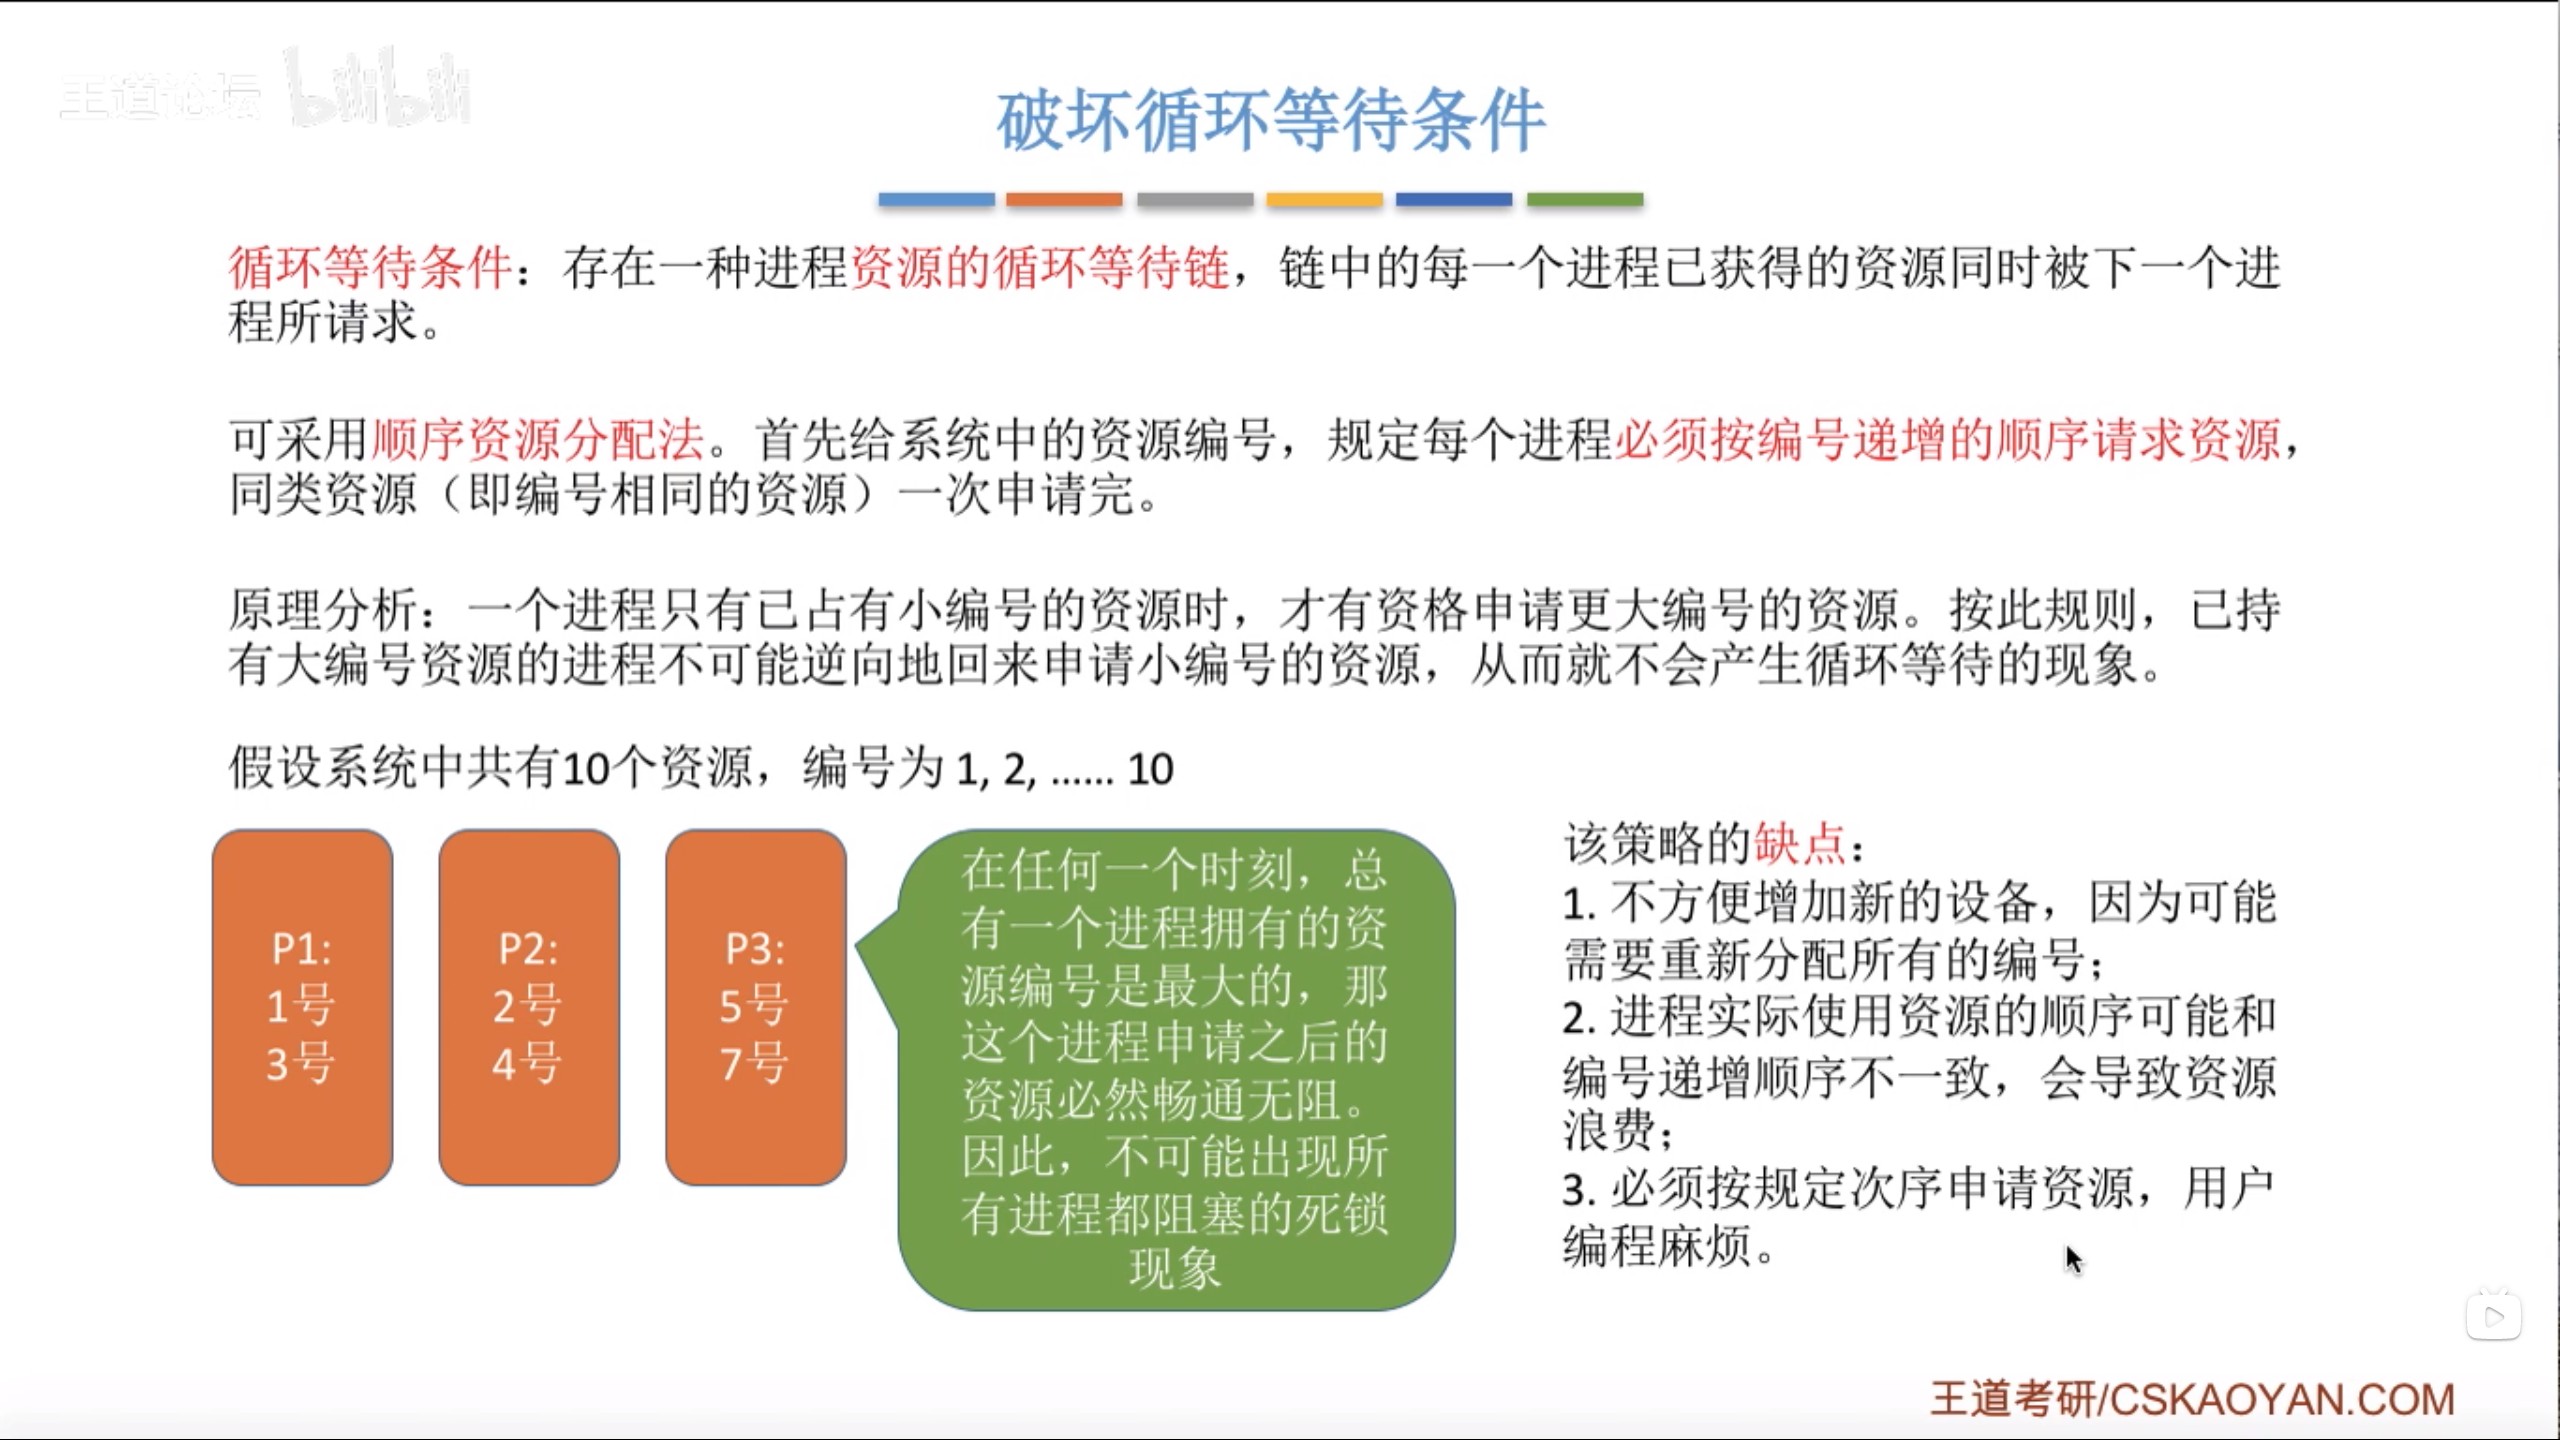 王道论坛 bilibili
破坏循环等待条件
循环等待条件：存在一种进程资源的循环等待链，链中的每一个进程已获得的资源同时被下一个进
程所请求。
可采用顺序资源分配法。首先给系统中的资源编号，规定每个进程必须按编号递增的顺序请求资源，
同类资源（即编号相同的资源）一次申请完。
原理分析：一个进程只有已占有小编号的资源时，才有资格申请更大编号的资源。按此规则，已持
有大编号资源的进程不可能逆向地回来申请小编号的资源，从而就不会产生循环等待的现象。
假设系统中共有10个资源，编号为 1, 2, …… 10
P1:
1号
3号
P2:
2号
4号
P3:
5号
7号
在任何一个时刻，总
有一个进程拥有的资
源编号是最大的，那
这个进程申请之后的
资源必然畅通无阻。
因此，不可能出现所
有进程都阻塞的死锁
现象
该策略的缺点：
1. 不方便增加新的设备，因为可能
需要重新分配所有的编号；
2. 进程实际使用资源的顺序可能和
编号递增顺序不一致，会导致资源
浪费；
3. 必须按规定次序申请资源，用户
编程麻烦。
王道考研/CSKAOYAN.COM